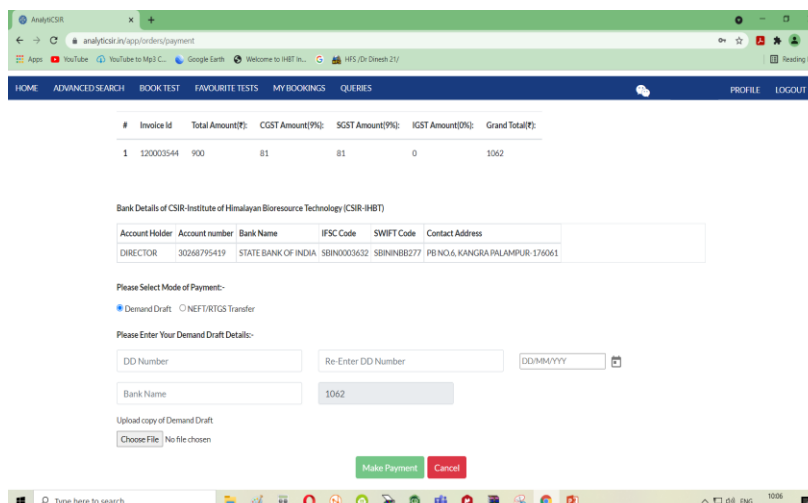 AnalytiCSIR
analyticsir.in/app/orders/payment
Apps YouTube YouTube to Mp3 C... Google Earth Welcome to IHBT In... HFS /Dr Dinesh 21/ Reading
HOME ADVANCED SEARCH BOOK TEST FAVOURITE TESTS MY BOOKINGS QUERIES PROFILE LOGOUT
# Invoice Id Total Amount(₹): CGST Amount(9%): SGST Amount(9%): IGST Amount(0%): Grand Total(₹):
1 120003544 900 81 81 0 1062
Bank Details of CSIR-Institute of Himalayan Bioresource Technology (CSIR-IHBT)
Account Holder Account number Bank Name IFSC Code SWIFT Code Contact Address
DIRECTOR 30268795419 STATE BANK OF INDIA SBIN0003632 SBININBB277 PB NO.6, KANGRA PALAMPUR-176061
Please Select Mode of Payment:-
Demand Draft NEFT/RTGS Transfer
Please Enter Your Demand Draft Details:-
DD Number Re-Enter DD Number DD/MM/YYY
Bank Name 1062
Upload copy of Demand Draft
Choose File No file chosen
Make Payment Cancel
Type here to search ENG 10:06